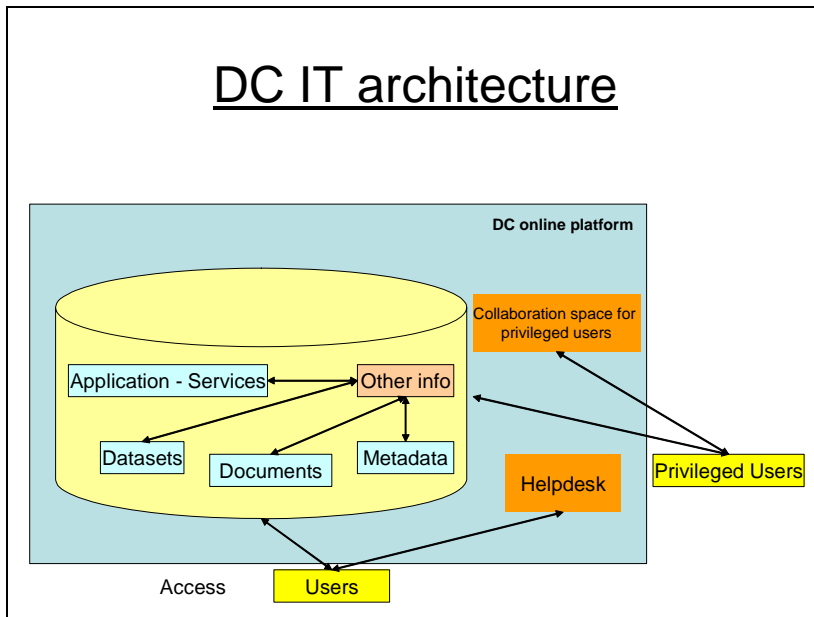 DC IT architecture
DC online platform
Collaboration space for
privileged users
Application - Services
Other info
Datasets
Documents
Metadata
Helpdesk
Privileged Users
Access
Users